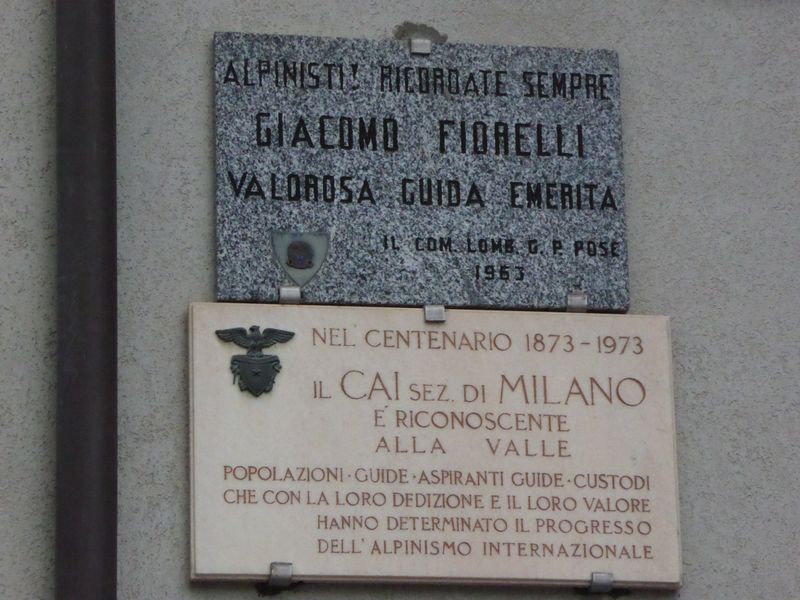 ALPINISTI! RICORDATE SEMPRE
GIACOMO FIORELLI
VALOROSA GUIDA EMERITA
IL COM. LOMB. G. P. POSE
1963
NEL CENTENARIO 1873-1973
IL CAI SEZ. DI MILANO
E' RICONOSCENTE
ALLA VALLE
POPOLAZIONI · GUIDE · ASPIRANTI GUIDE · CUSTODI
CHE CON LA LORO DEDIZIONE E IL LORO VALORE
HANNO DETERMINATO IL PROGRESSO
DELL'ALPINISMO INTERNAZIONALE